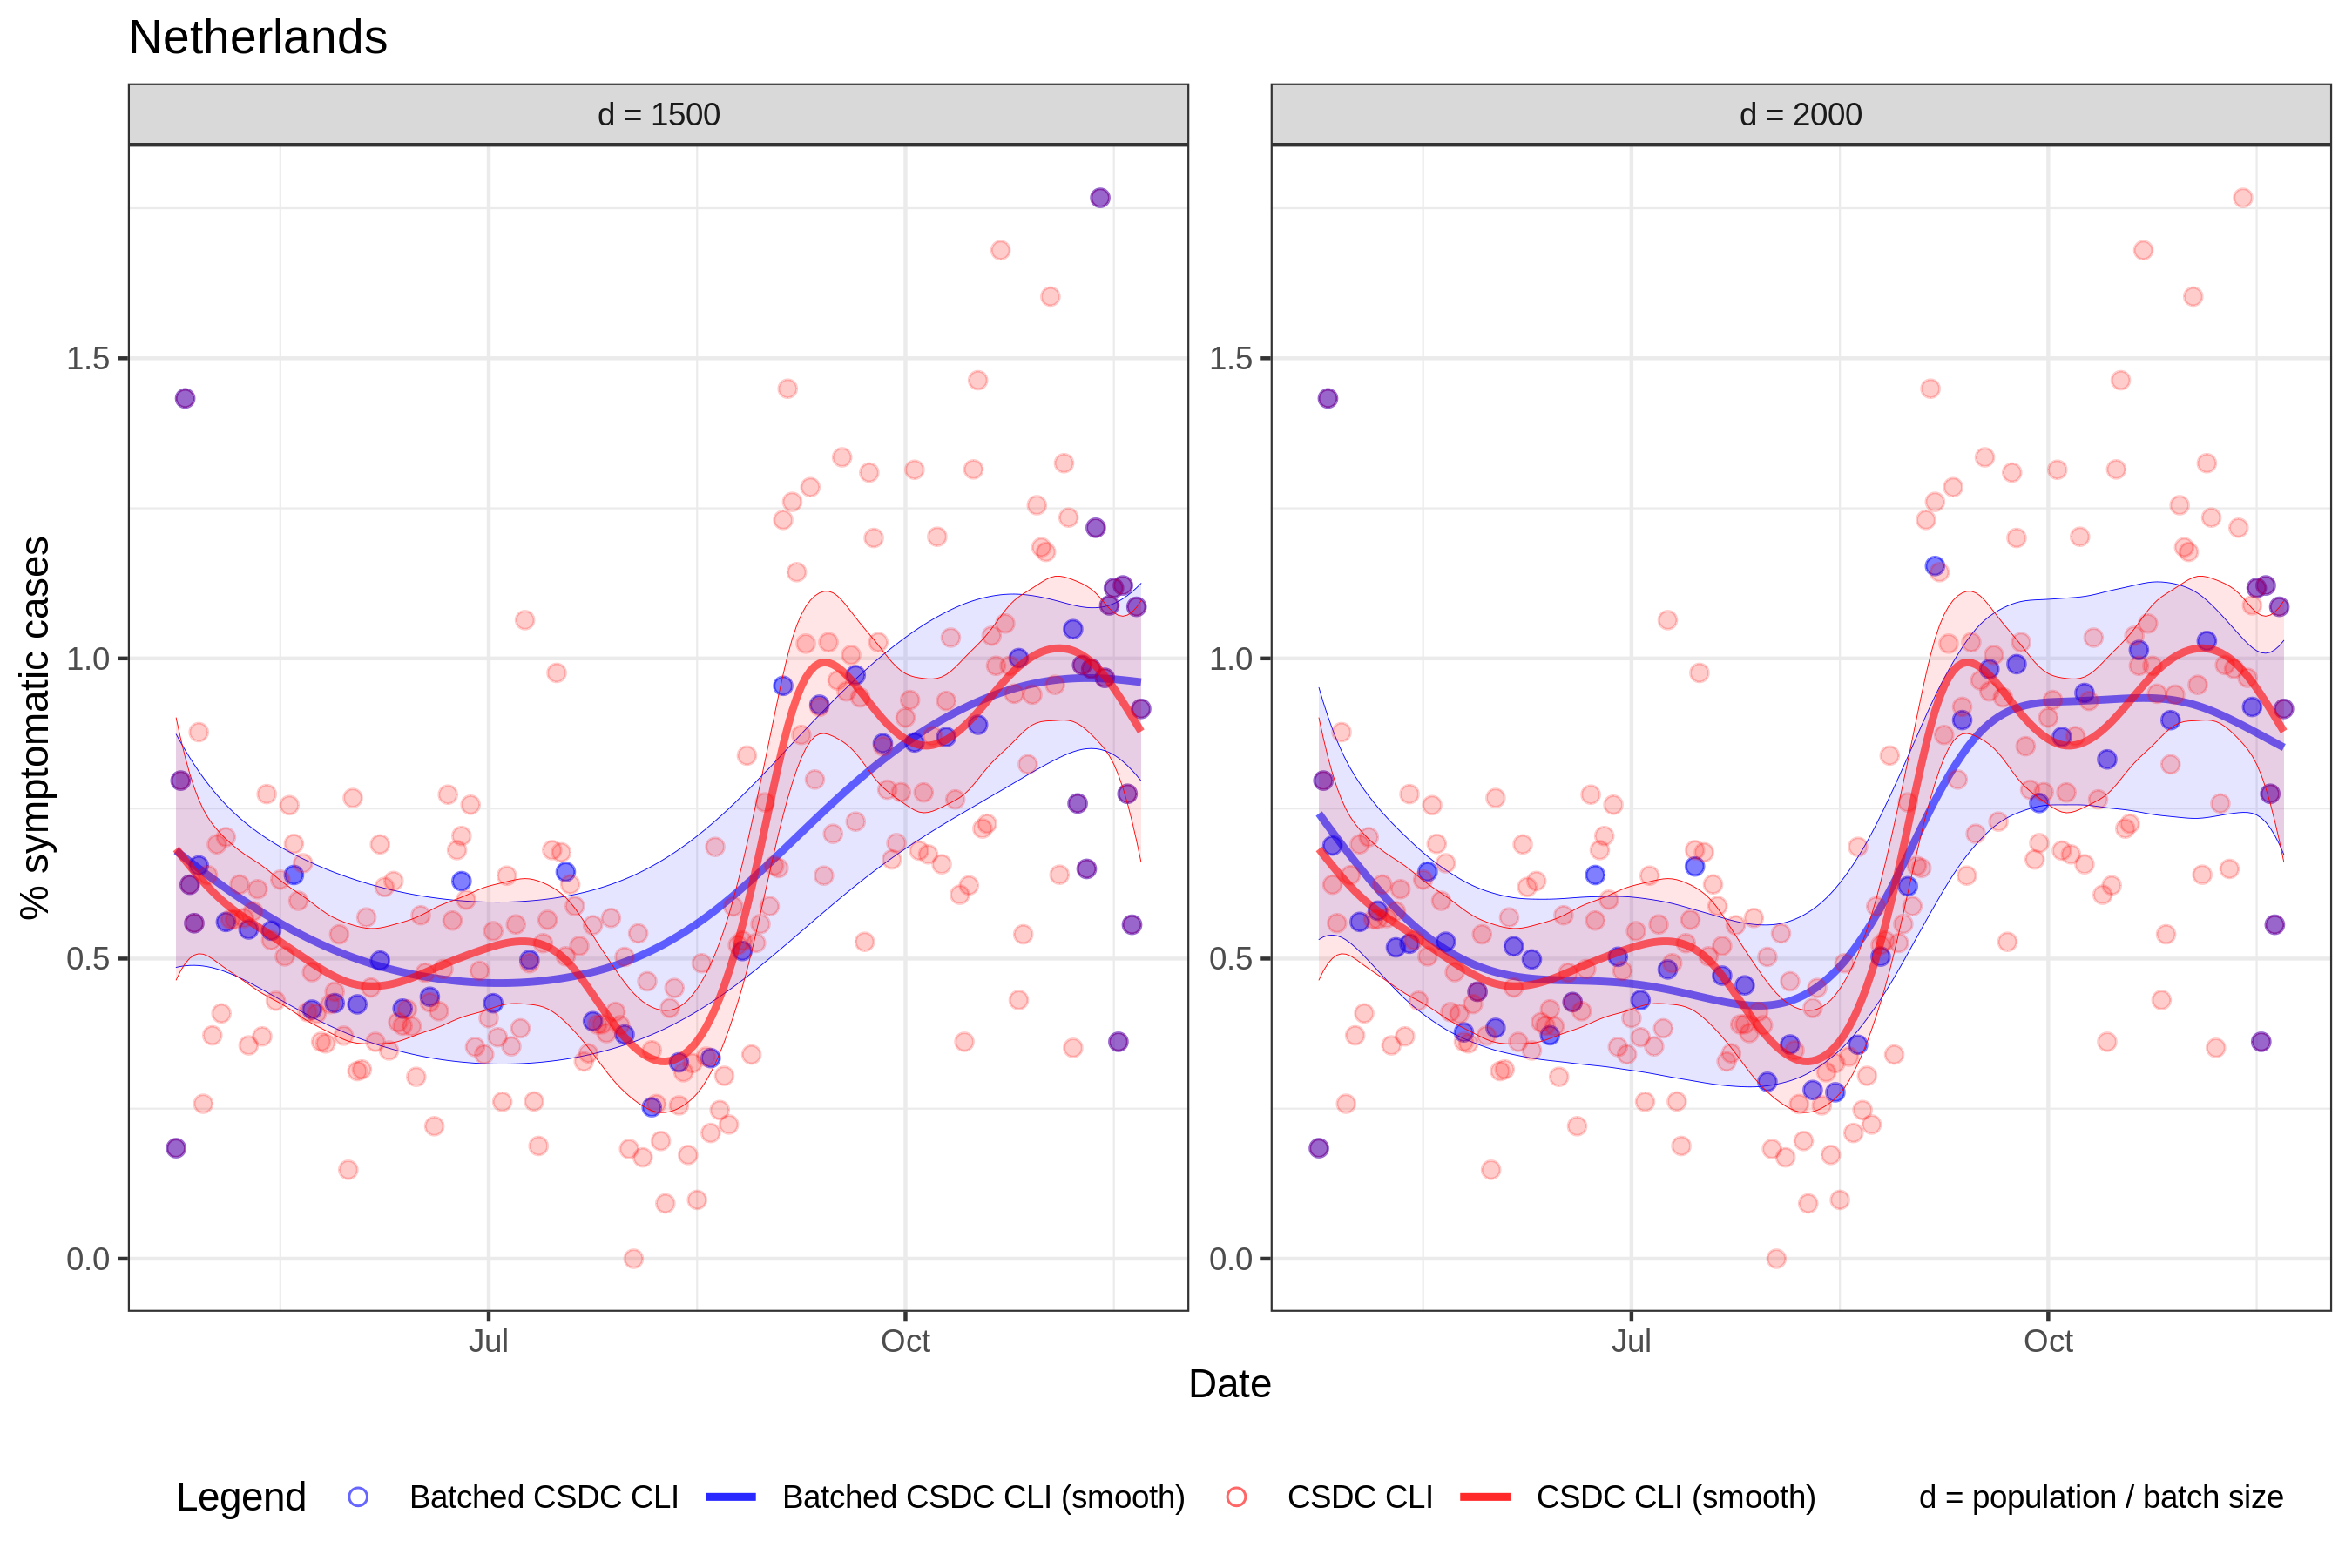 Netherlands
d = 1500
d = 2000
% symptomatic cases
1.5
1.0
0.5
0.0
1.5
1.0
0.5
0.0
Jul
Oct
Jul
Oct
Date
Legend
Batched CSDC CLI
Batched CSDC CLI (smooth)
CSDC CLI
CSDC CLI (smooth)
d = population / batch size